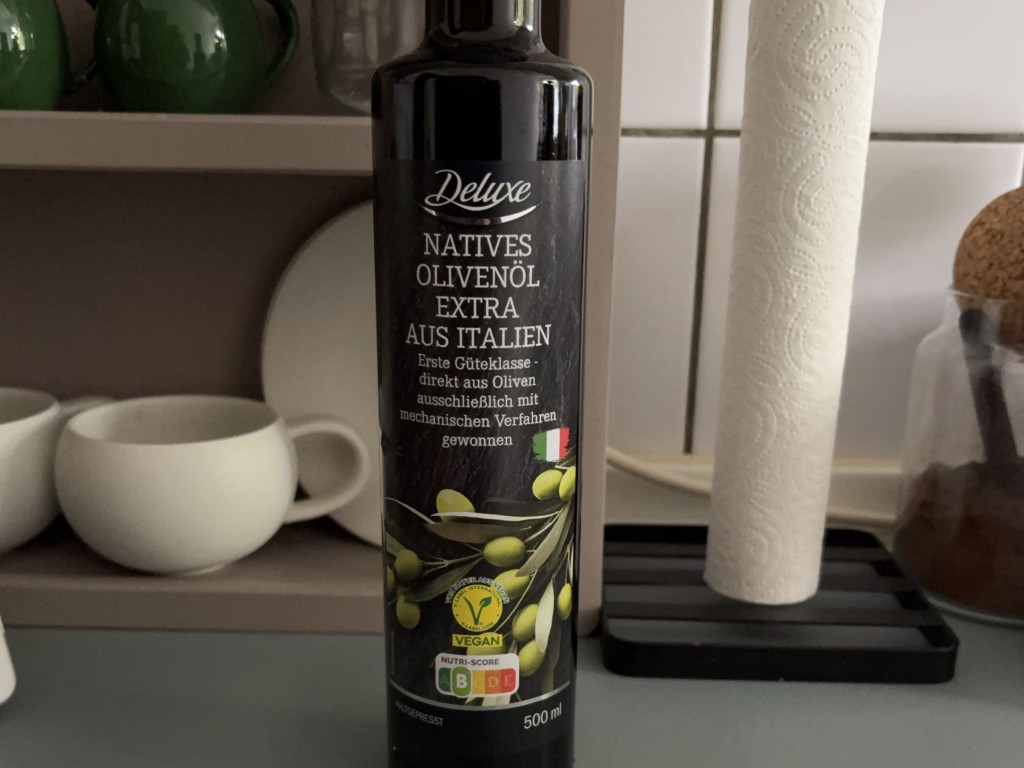 Deluxe
NATIVES
OLIVENÖL
EXTRA
AUS ITALIEN
Erste Güteklasse -
direkt aus Oliven
ausschließlich mit
mechanischen Verfahren
gewonnen
VEGAN
NUTRI-SCORE
A B C D E
KALTGEPRESST
500 ml